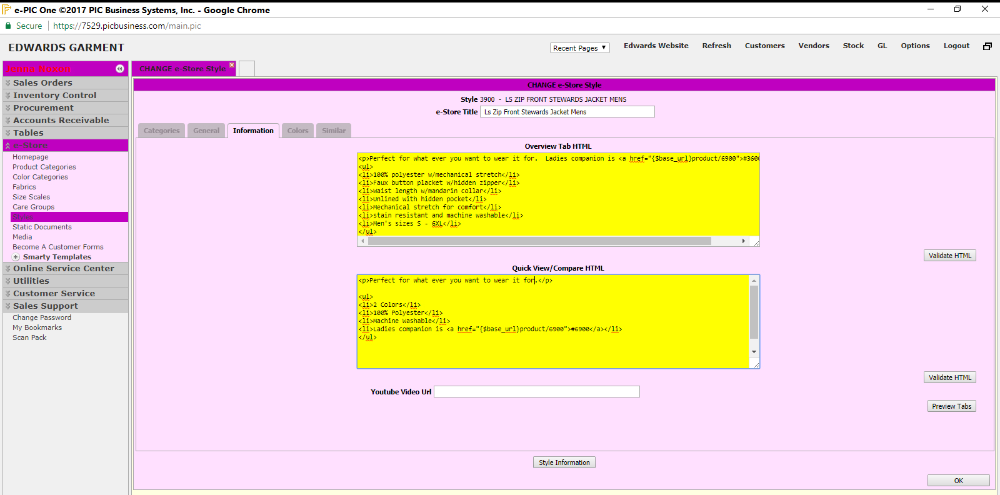 e-PIC One ©2017 PIC Business Systems, Inc. - Google Chrome
Secure https://7529.picbusiness.com/main.pic
EDWARDS GARMENT
Recent Pages ▼ Edwards Website Refresh Customers Vendors Stock GL Options Logout
Jenna Noxon
Sales Orders
Inventory Control
Procurement
Accounts Receivable
Tables
e-Store
Homepage
Product Categories
Color Categories
Fabrics
Size Scales
Care Groups
Styles
Static Documents
Media
Become A Customer Forms
Smarty Templates
Online Service Center
Utilities
Customer Service
Sales Support
Change Password
My Bookmarks
Scan Pack
CHANGE e-Store Style
CHANGE e-Store Style
Style 3900 - LS ZIP FRONT STEWARDS JACKET MENS
e-Store Title Ls Zip Front Stewards Jacket Mens
Categories General Information Colors Similar
Overview Tab HTML
<p>Perfect for what ever you want to wear it for.  Ladies companion is <a href="{$base_url}product/6900">#3600
<ul>
<li>100% polyester w/mechanical stretch</li>
<li>Faux button placket w/hidden zipper</li>
<li>Waist length w/mandarin collar</li>
<li>Unlined with hidden pocket</li>
<li>Mechanical stretch for comfort</li>
<li>stain resistant and machine washable</li>
<li>Men's sizes S - 6XL</li>
</ul>
Validate HTML
Quick View/Compare HTML
<p>Perfect for what ever you want to wear it for.</p>
<ul>
<li>2 Colors</li>
<li>100% Polyester</li>
<li>Machine Washable</li>
<li>Ladies companion is <a href="{$base_url}product/6900">#6900</a></li>
</ul>
Validate HTML
Youtube Video Url
Preview Tabs
Style Information
OK